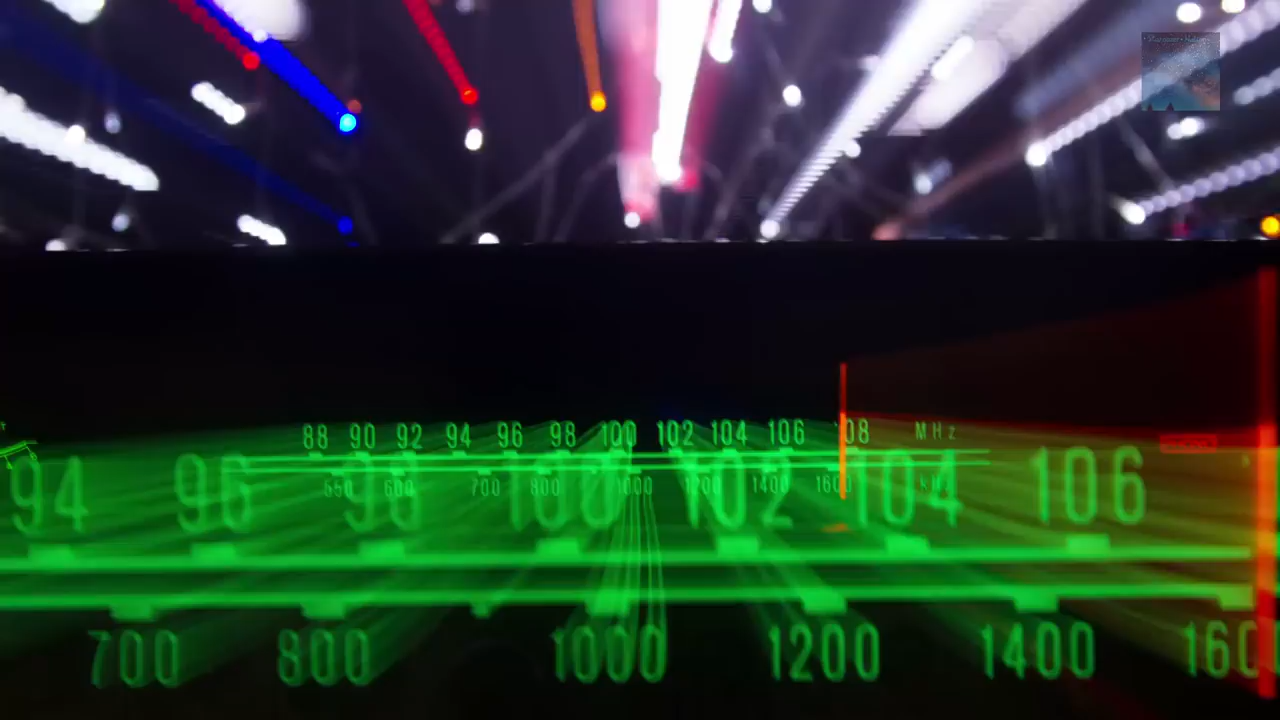 88 90 92 94 96 98 100 102 104 106 108 MHz
94 96 98 100 102 104 106
550 600 700 800 1000 1200 1400 1600 kHz
700 800 1000 1200 1400 1600